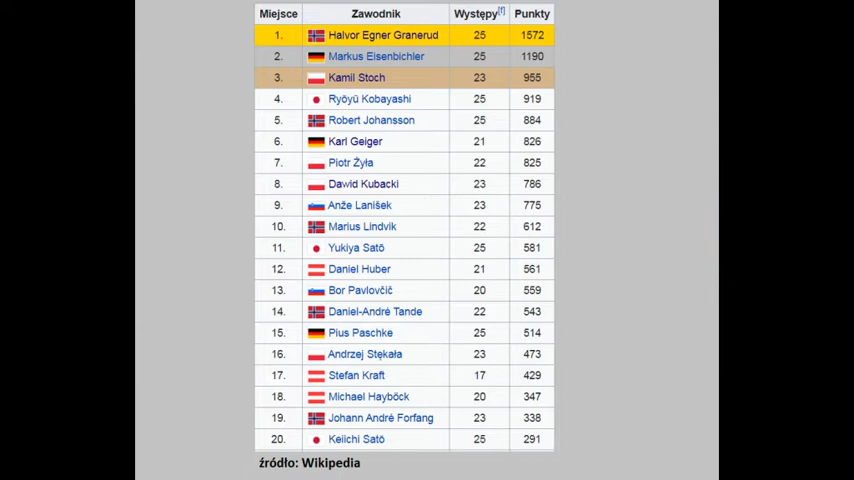 Miejsce Zawodnik Występy[f] Punkty
1. Halvor Egner Granerud 25 1572
2. Markus Eisenbichler 25 1190
3. Kamil Stoch 23 955
4. Ryōyū Kobayashi 25 919
5. Robert Johansson 25 884
6. Karl Geiger 21 826
7. Piotr Żyła 22 825
8. Dawid Kubacki 23 786
9. Anže Lanišek 23 775
10. Marius Lindvik 22 612
11. Yukiya Satō 25 581
12. Daniel Huber 21 561
13. Bor Pavlovčič 20 559
14. Daniel-André Tande 22 543
15. Pius Paschke 25 514
16. Andrzej Stękała 23 473
17. Stefan Kraft 17 429
18. Michael Hayböck 20 347
19. Johann André Forfang 23 338
20. Keiichi Satō 25 291
źródło: Wikipedia